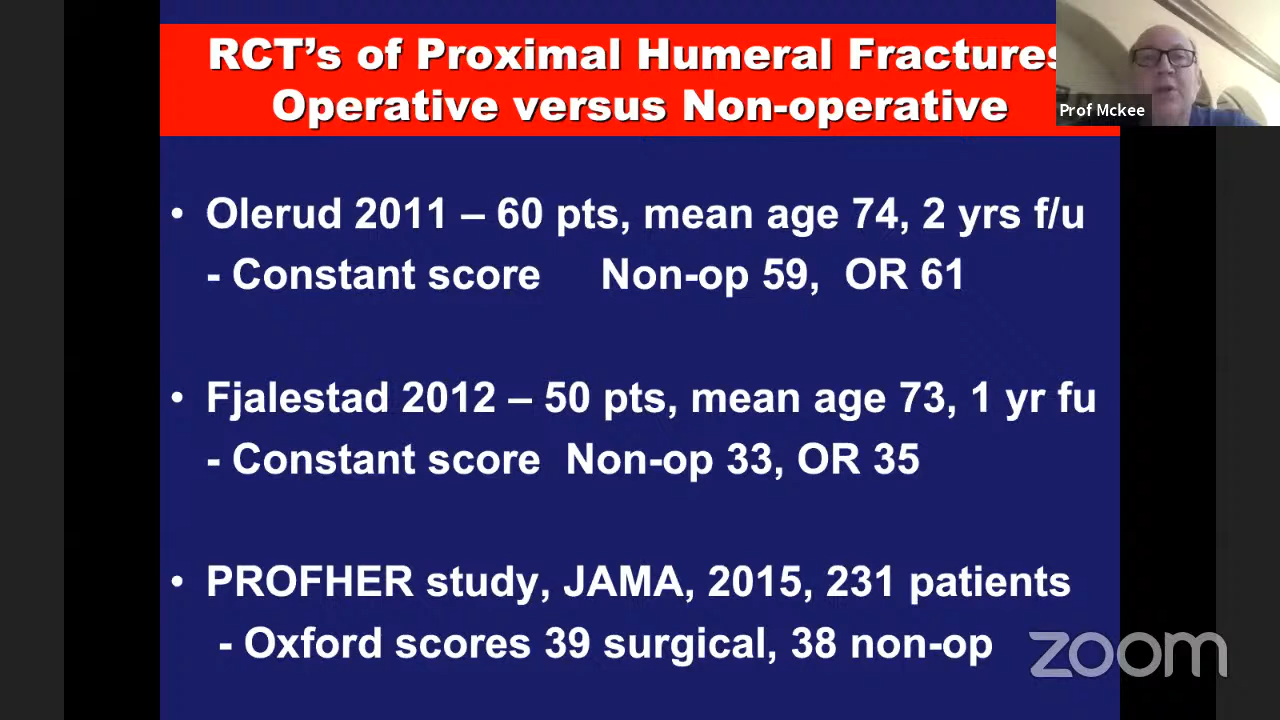 RCT's of Proximal Humeral Fractures
Operative versus Non-operative
Prof Mckee
• Olerud 2011 – 60 pts, mean age 74, 2 yrs f/u
- Constant score Non-op 59, OR 61
• Fjalestad 2012 – 50 pts, mean age 73, 1 yr fu
- Constant score Non-op 33, OR 35
• PROFHER study, JAMA, 2015, 231 patients
- Oxford scores 39 surgical, 38 non-op
zoom